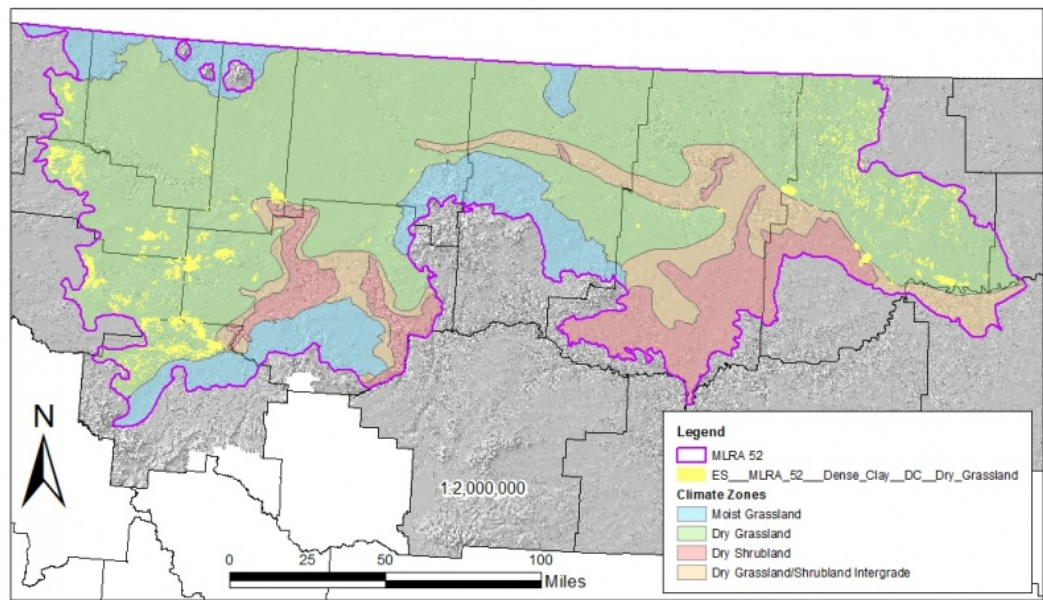 N
1:2,000,000
0 25 50 100
Miles
Legend
MLRA 52
ES___MLRA_52___Dense_Clay__DC__Dry_Grassland
Climate Zones
Moist Grassland
Dry Grassland
Dry Shrubland
Dry Grassland/Shrubland Intergrade